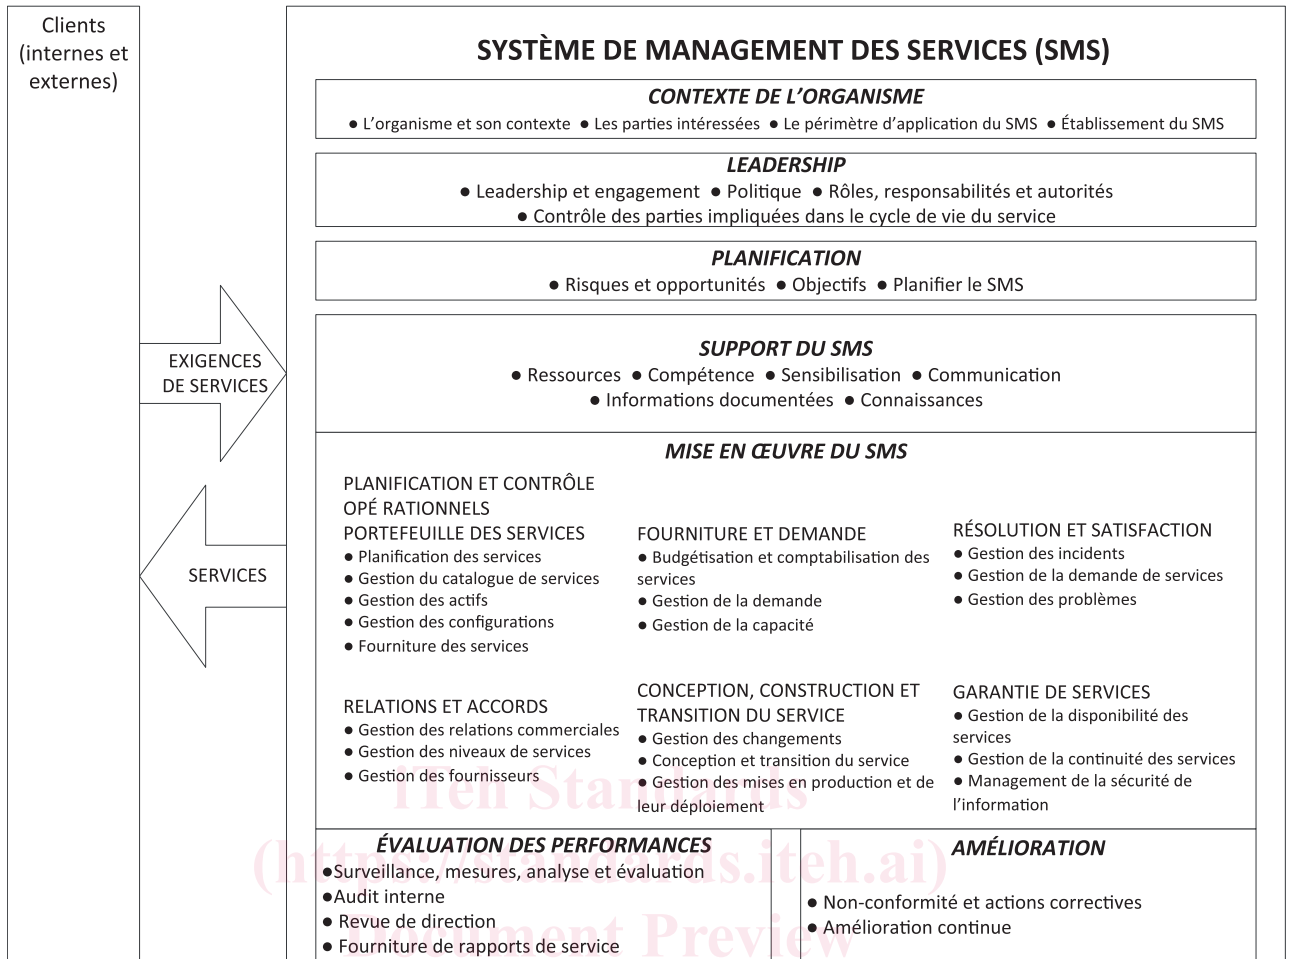 Clients
(internes et
externes)
SYSTÈME DE MANAGEMENT DES SERVICES (SMS)
CONTEXTE DE L’ORGANISME
● L’organisme et son contexte ● Les parties intéressées ● Le périmètre d’application du SMS ● Établissement du SMS
LEADERSHIP
● Leadership et engagement ● Politique ● Rôles, responsabilités et autorités
● Contrôle des parties impliquées dans le cycle de vie du service
PLANIFICATION
● Risques et opportunités ● Objectifs ● Planifier le SMS
EXIGENCES
DE SERVICES
SUPPORT DU SMS
● Ressources ● Compétence ● Sensibilisation ● Communication
● Informations documentées ● Connaissances
SERVICES
MISE EN ŒUVRE DU SMS
PLANIFICATION ET CONTRÔLE
OPÉ RATIONNELS
PORTEFEUILLE DES SERVICES
● Planification des services
● Gestion du catalogue de services
● Gestion des actifs
● Gestion des configurations
● Fourniture des services
FOURNITURE ET DEMANDE
● Budgétisation et comptabilisation des
services
● Gestion de la demande
● Gestion de la capacité
RÉSOLUTION ET SATISFACTION
● Gestion des incidents
● Gestion de la demande de services
● Gestion des problèmes
RELATIONS ET ACCORDS
● Gestion des relations commerciales
● Gestion des niveaux de services
● Gestion des fournisseurs
CONCEPTION, CONSTRUCTION ET
TRANSITION DU SERVICE
● Gestion des changements
● Conception et transition du service
● Gestion des mises en production et de
leur déploiement
GARANTIE DE SERVICES
● Gestion de la disponibilité des
services
● Gestion de la continuité des services
● Management de la sécurité de
l’information
ÉVALUATION DES PERFORMANCES
●Surveillance, mesures, analyse et évaluation
●Audit interne
● Revue de direction
● Fourniture de rapports de service
AMÉLIORATION
● Non-conformité et actions correctives
● Amélioration continue
iTeh Standards
(https://standards.iteh.ai)
Document Preview